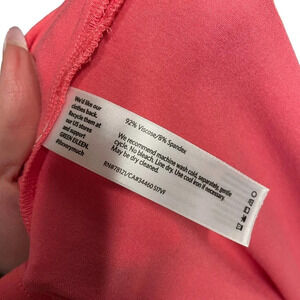 We'd like our
clothes back.
Recycle them at
our US stores
and support
GREEN EILEEN.
92% Viscose/8% Spandex
We recommend machine wash cold, separately, gentle
cycle. No bleach. Line dry. Use cool iron if necessary.
May be dry cleaned.